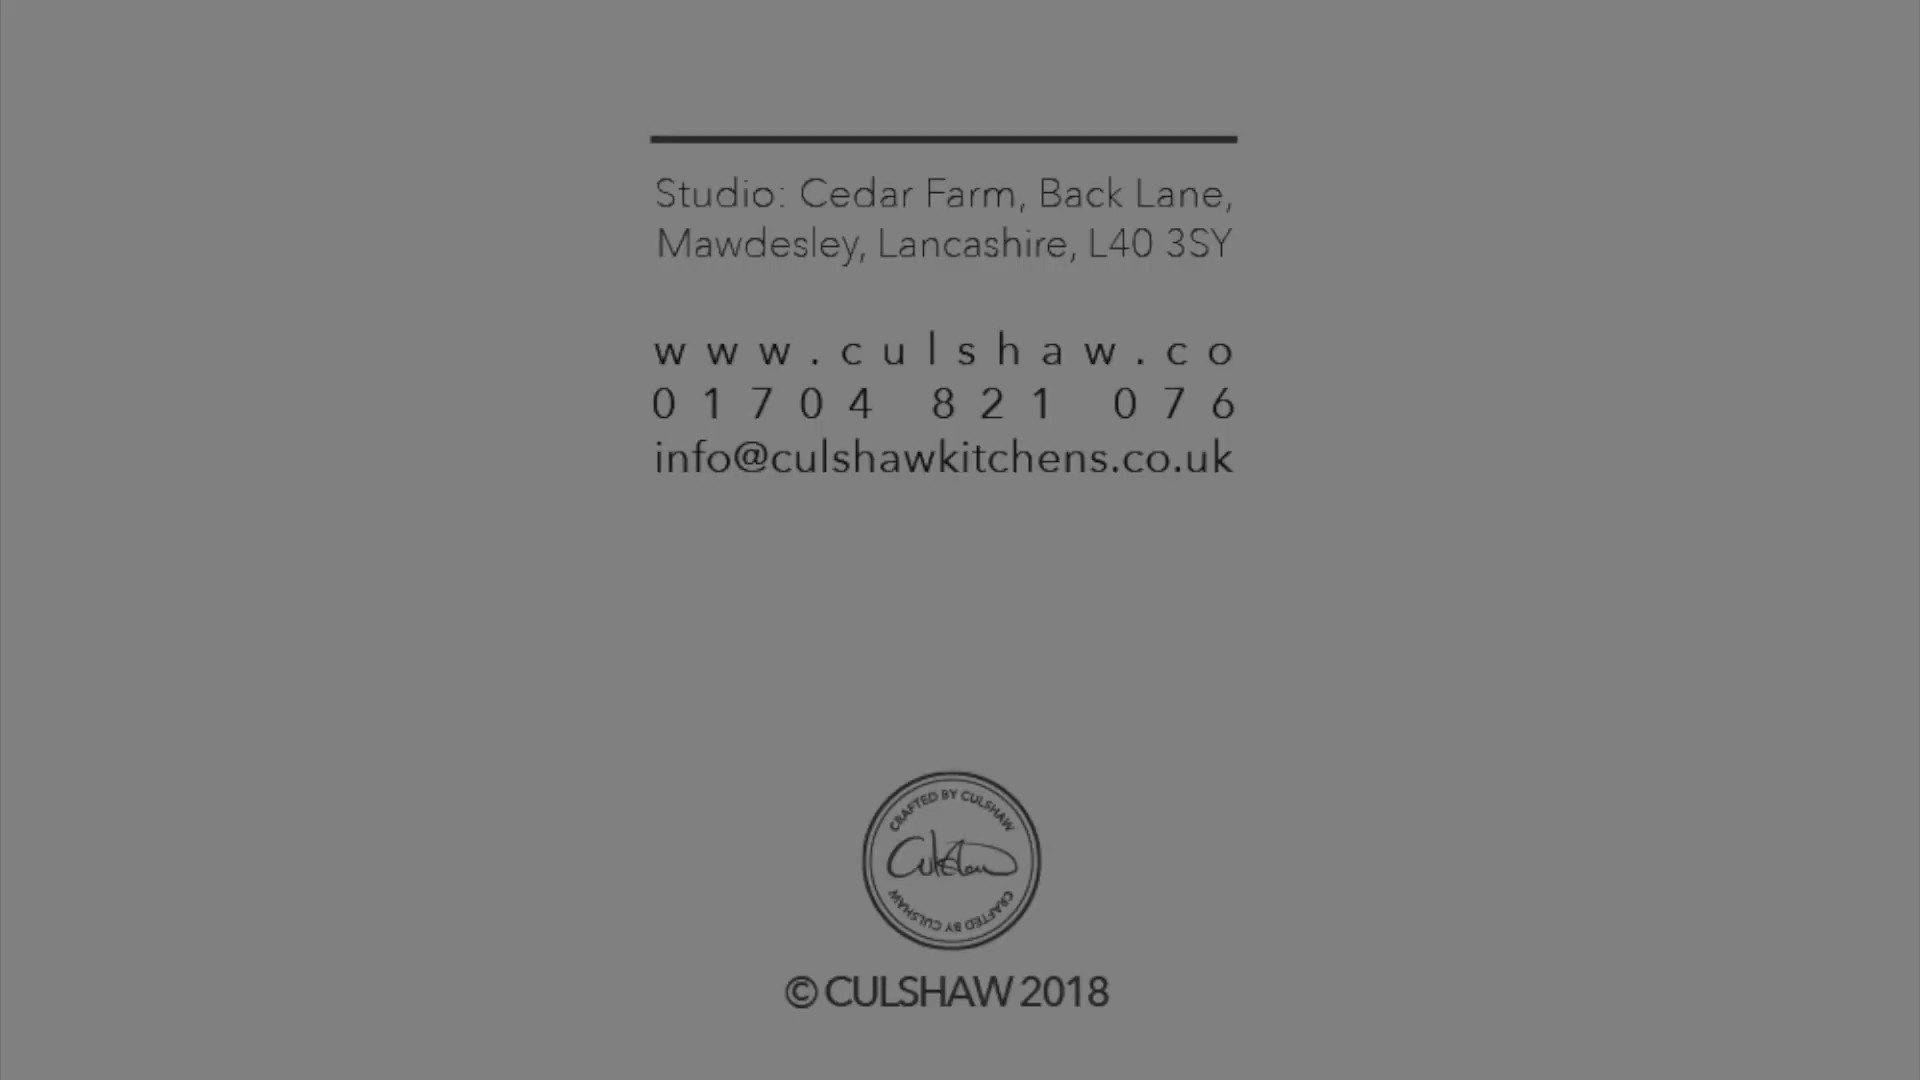 Studio: Cedar Farm, Back Lane,
Mawdesley, Lancashire, L40 3SY
www.culshaw.co
01704 821 076
info@culshawkitchens.co.uk
CRAFTED BY CULSHAW
Culshaw
CRAFTED BY CULSHAW
© CULSHAW 2018